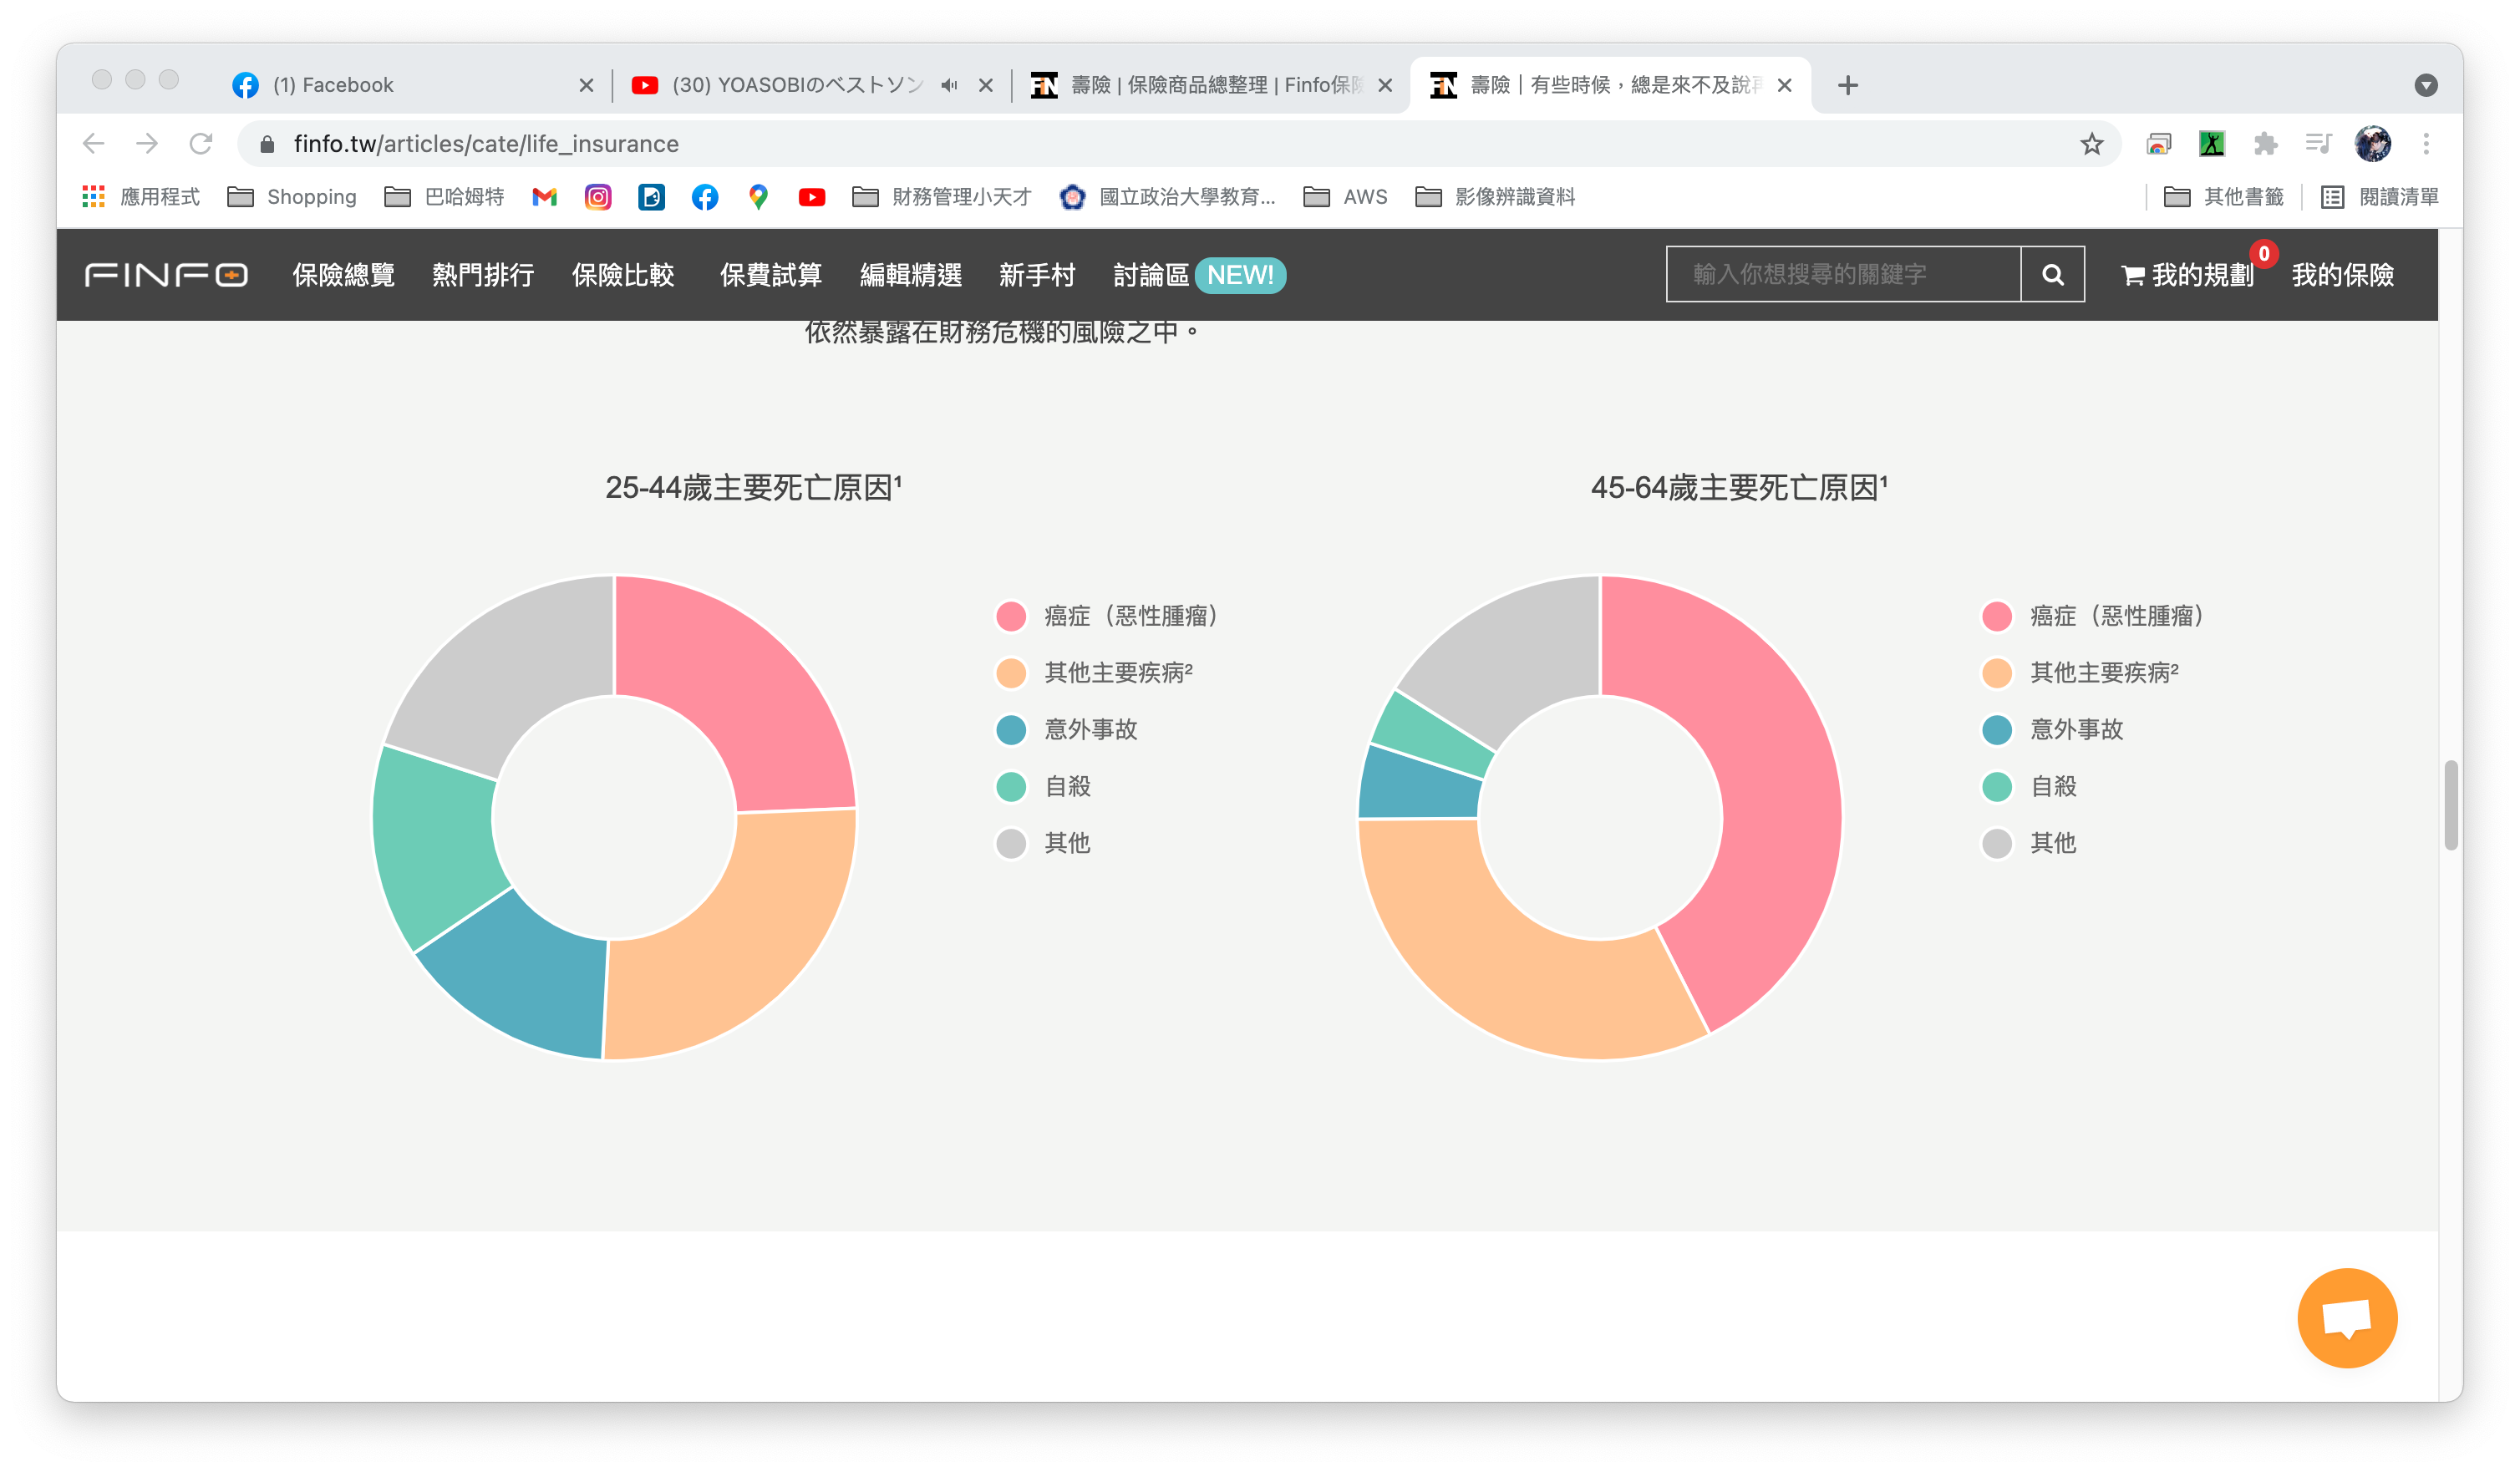 (1) Facebook
(30) YOASOBIのベストソン
壽險 | 保險商品總整理 | Finfo保險
壽險｜有些時候，總是來不及說再
finfo.tw/articles/cate/life_insurance
應用程式
Shopping
巴哈姆特
財務管理小天才
國立政治大學教育...
AWS
影像辨識資料
其他書籤
閱讀清單
FINFO
保險總覽
熱門排行
保險比較
保費試算
編輯精選
新手村
討論區 NEW!
輸入你想搜尋的關鍵字
我的規劃
0
我的保險
依然暴露在財務危機的風險之中。
25-44歲主要死亡原因¹
癌症（惡性腫瘤）
其他主要疾病²
意外事故
自殺
其他
45-64歲主要死亡原因¹
癌症（惡性腫瘤）
其他主要疾病²
意外事故
自殺
其他